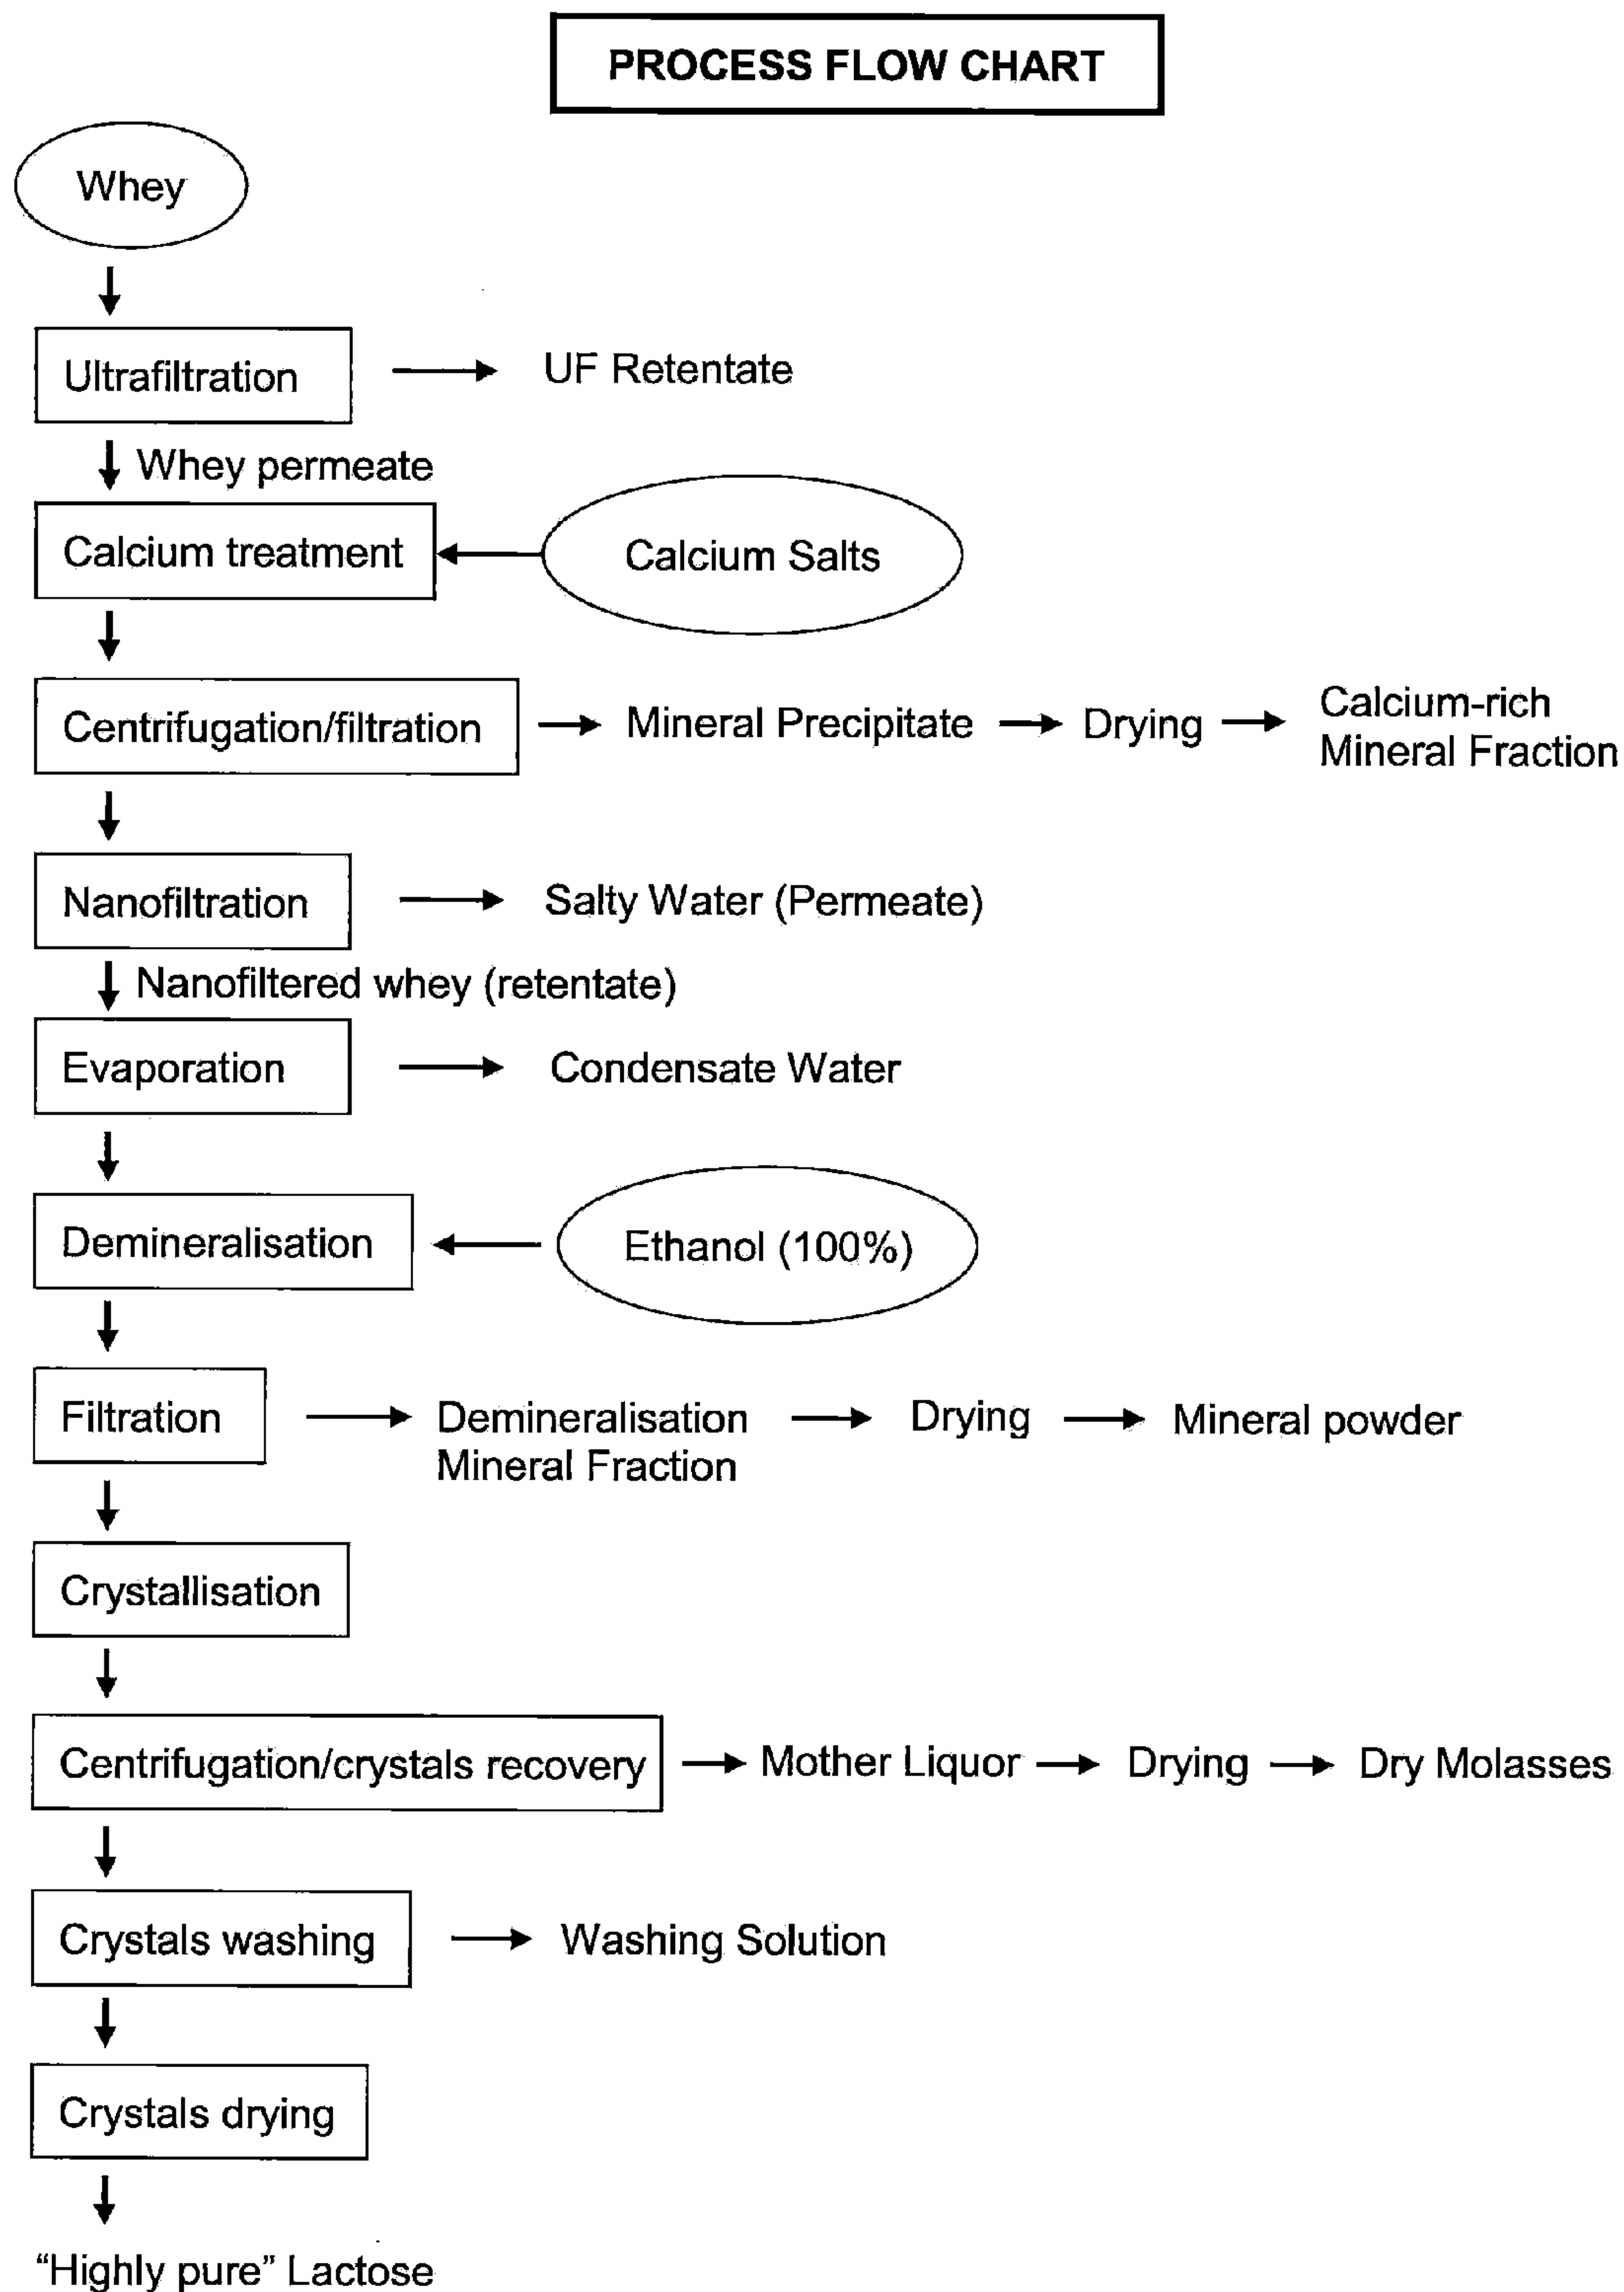 PROCESS FLOW CHART
Whey
Ultrafiltration
UF Retentate
Whey permeate
Calcium treatment
Calcium Salts
Centrifugation/filtration
Mineral Precipitate
Drying
Calcium-rich
Mineral Fraction
Nanofiltration
Salty Water (Permeate)
Nanofiltered whey (retentate)
Evaporation
Condensate Water
Demineralisation
Ethanol (100%)
Filtration
Demineralisation
Mineral Fraction
Drying
Mineral powder
Crystallisation
Centrifugation/crystals recovery
Mother Liquor
Drying
Dry Molasses
Crystals washing
Washing Solution
Crystals drying
“Highly pure” Lactose